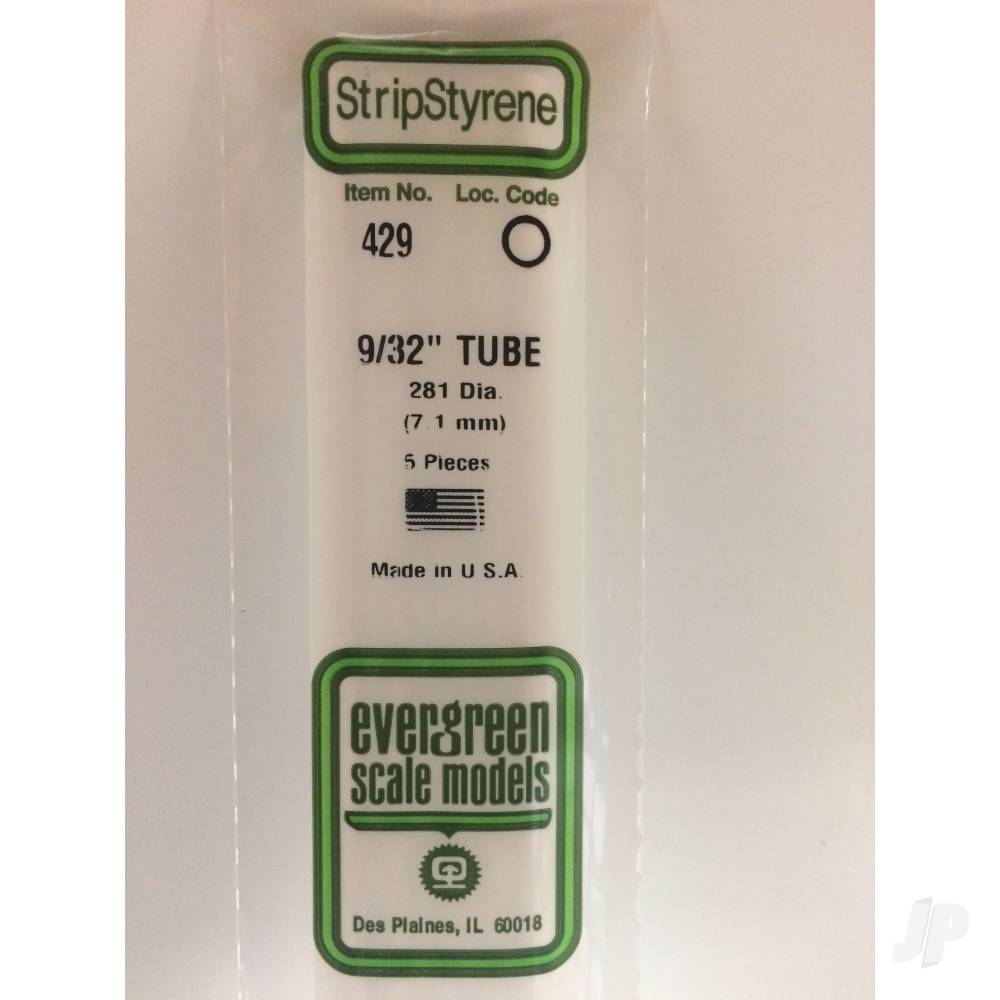 StripStyrene
Item No. Loc. Code
429
9/32" TUBE
281 Dia.
(7.1 mm)
5 Pieces
Made in U.S.A.
evergreen
scale models
Des Plaines, IL 60018
JP